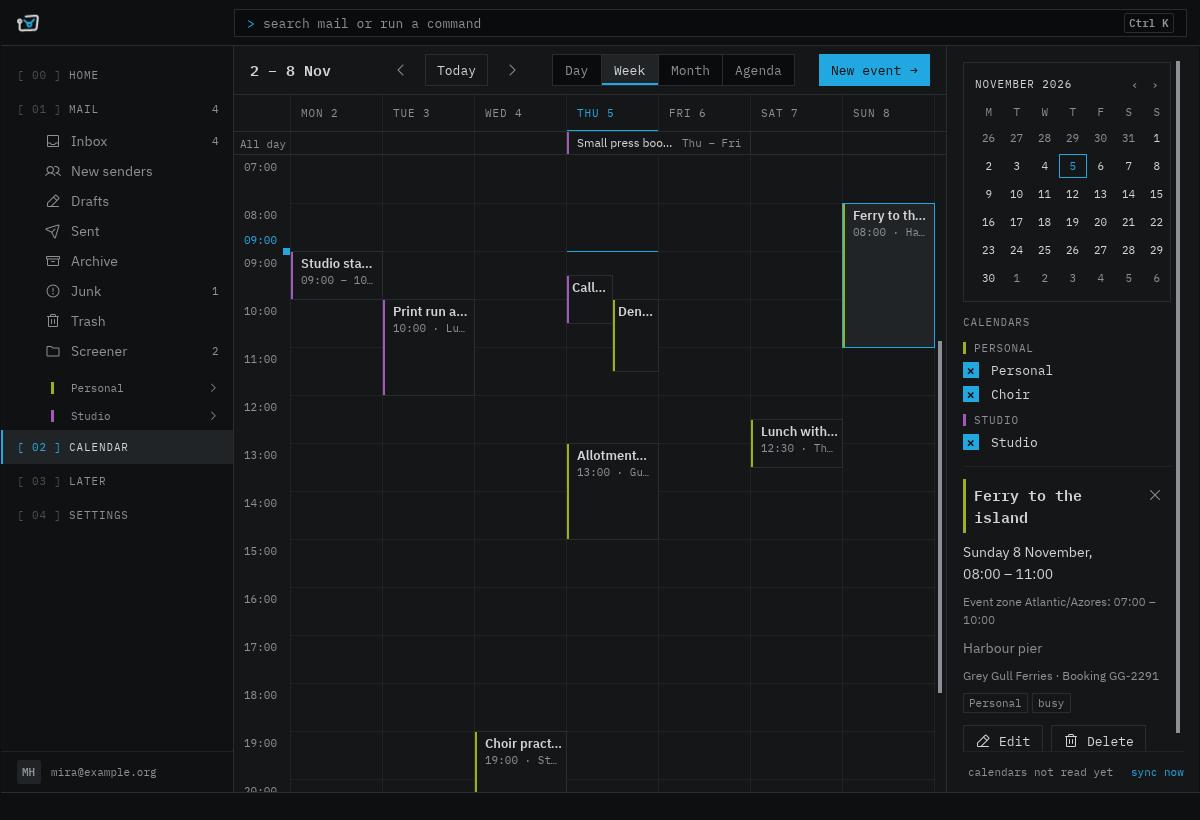 > search mail or run a command
Ctrl K
[ 00 ] HOME
[ 01 ] MAIL 4
Inbox 4
New senders
Drafts
Sent
Archive
Junk 1
Trash
Screener 2
Personal
Studio
[ 02 ] CALENDAR
[ 03 ] LATER
[ 04 ] SETTINGS
MH mira@example.org
2 – 8 Nov
Today
Day Week Month Agenda
New event →
MON 2 TUE 3 WED 4 THU 5 FRI 6 SAT 7 SUN 8
All day
Small press boo… Thu – Fri
07:00
08:00
09:00
09:00
10:00
11:00
12:00
13:00
14:00
15:00
16:00
17:00
18:00
19:00
20:00
Studio sta…
09:00 – 10…
Print run a…
10:00 · Lu…
Choir pract…
19:00 · St…
Call…
Den…
Allotment…
13:00 · Gu…
Lunch with…
12:30 · Th…
Ferry to th…
08:00 · Ha…
NOVEMBER 2026 ‹ ›
M T W T F S S
26 27 28 29 30 31 1
2 3 4 5 6 7 8
9 10 11 12 13 14 15
16 17 18 19 20 21 22
23 24 25 26 27 28 29
30 1 2 3 4 5 6
CALENDARS
PERSONAL
Personal
Choir
STUDIO
Studio
Ferry to the
island
Sunday 8 November,
08:00 – 11:00
Event zone Atlantic/Azores: 07:00 –
10:00
Harbour pier
Grey Gull Ferries · Booking GG-2291
Personal busy
Edit Delete
calendars not read yet sync now